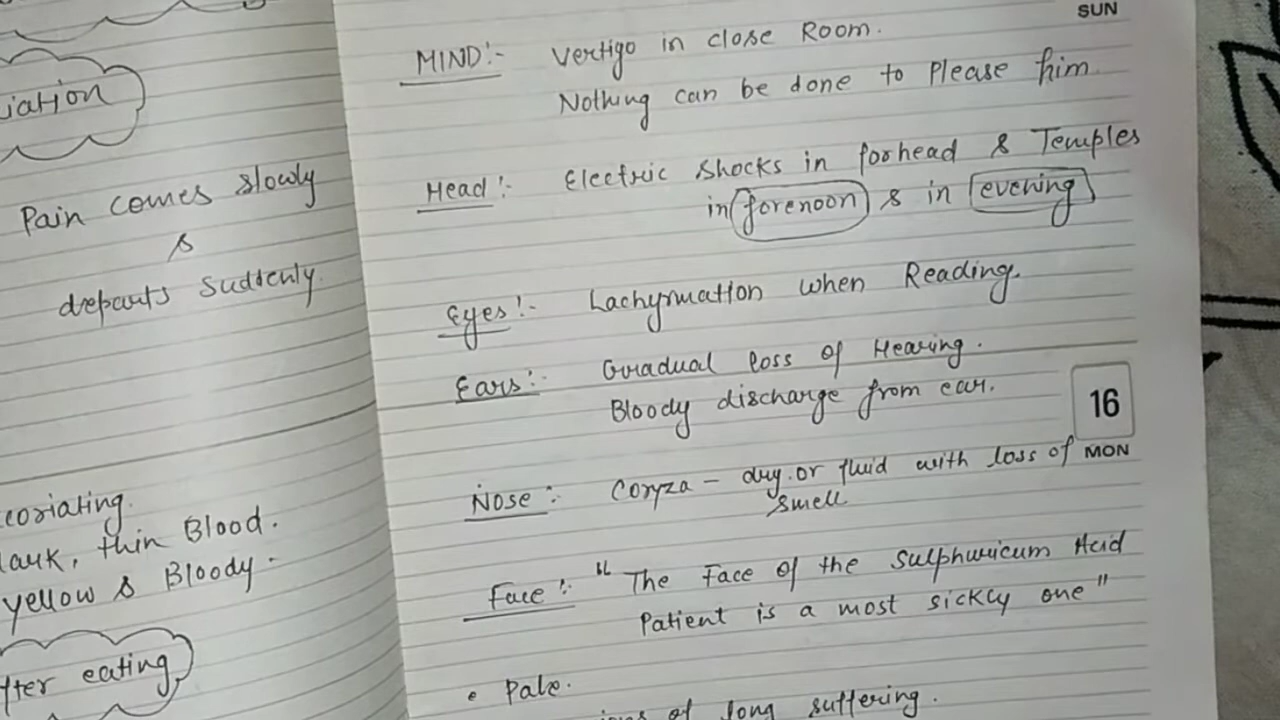 iation
Pain comes slowly
&
departs suddenly.
coriating.
dark, thin Blood.
yellow & Bloody.
fter eating
SUN
MIND:- Vertigo in close Room.
Nothing can be done to Please him.
Head:- Electric shocks in forhead & Temples
in forenoon & in evening
Eyes:- Lachrymation when Reading.
Ears:- Gradual loss of Hearing.
Bloody discharge from ear.
16
MON
Nose:- Coryza - dry or fluid with loss of
smell
Face:- "The Face of the Sulphuricum Acid
Patient is a most sickly one"
• Pale.
of long suffering.